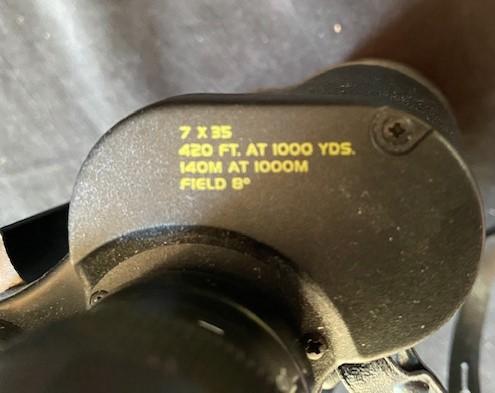 7 X 35
420 FT. AT 1000 YDS.
140M AT 1000M
FIELD 8°